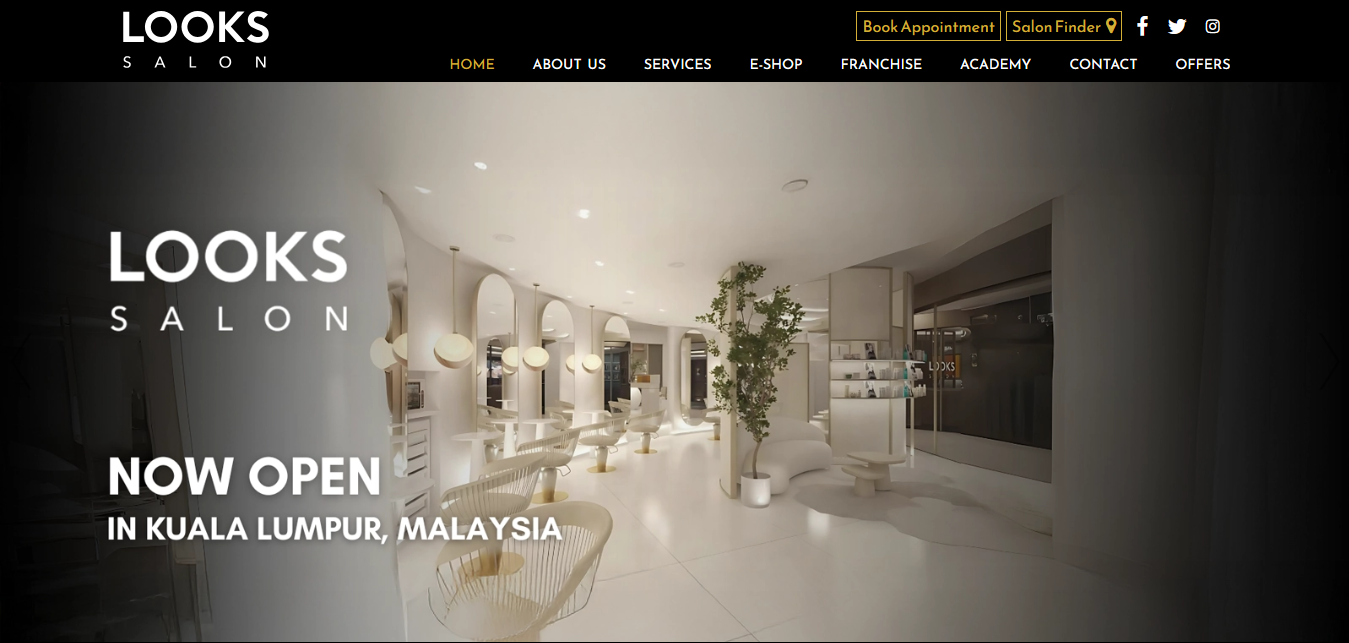 LOOKS
SALON
Book Appointment
Salon Finder
HOME
ABOUT US
SERVICES
E-SHOP
FRANCHISE
ACADEMY
CONTACT
OFFERS
LOOKS
SALON
LOOKS
NOW OPEN
IN KUALA LUMPUR, MALAYSIA